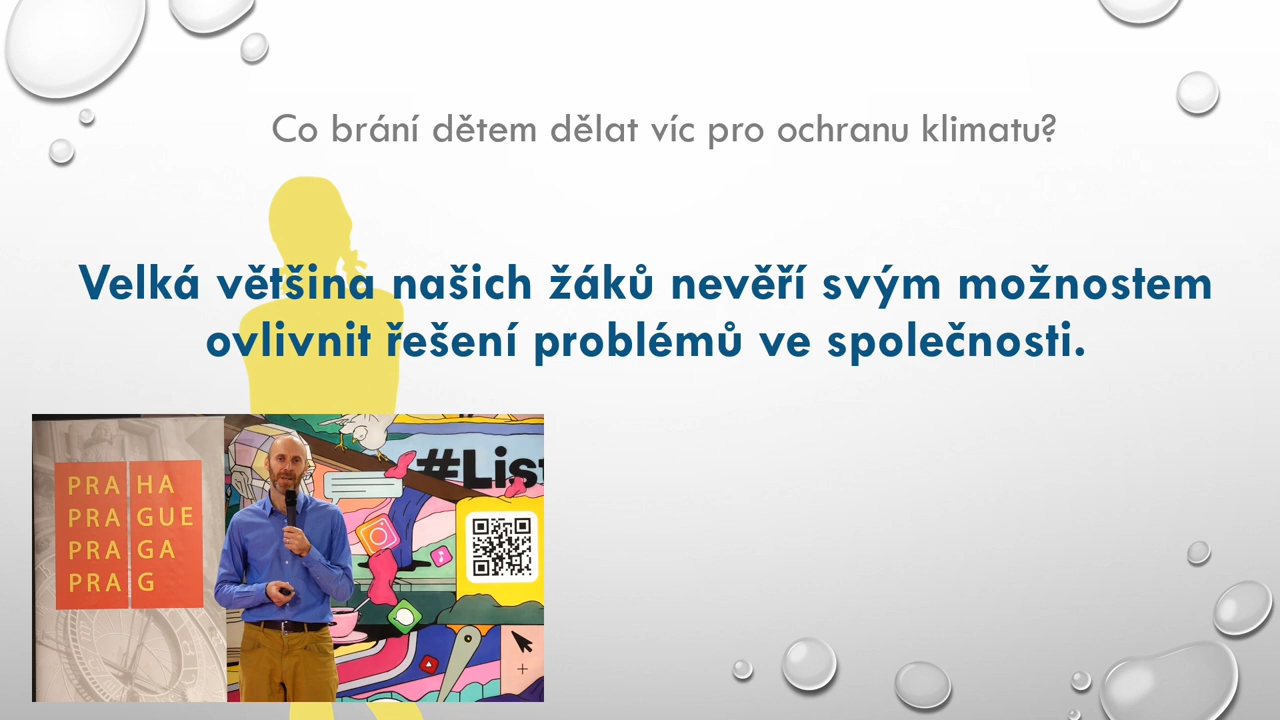 Co brání dětem dělat víc pro ochranu klimatu?
Velká většina našich žáků nevěří svým možnostem
ovlivnit řešení problémů ve společnosti.
PRA HA
PRA GUE
PRA GA
PRA G
#List